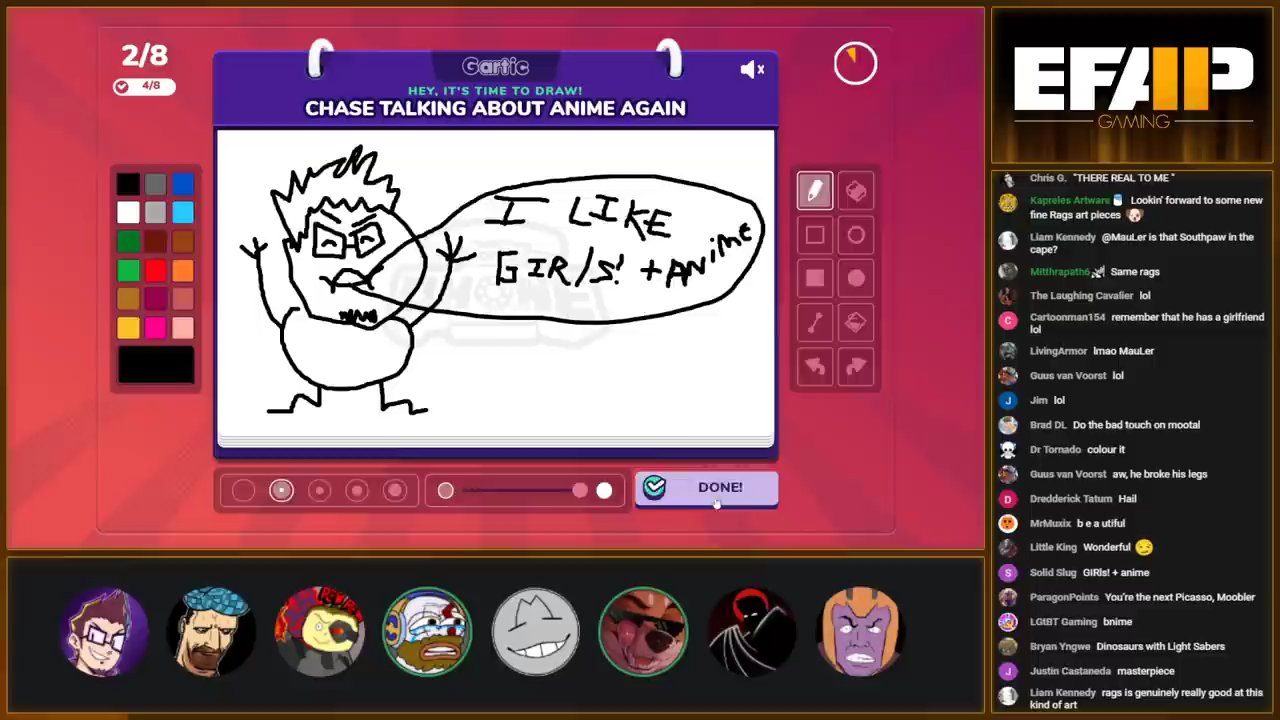 2/8
4/8
Gartic
HEY, IT'S TIME TO DRAW!
CHASE TALKING ABOUT ANIME AGAIN
I LIKE
GIRlS! + ANiME
DONE!
EFAP
GAMING
Chris G. "THERE REAL TO ME "
Kapreles Artware Lookin' forward to some new
fine Rags art pieces
Liam Kennedy @MauLer is that Southpaw in the
cape?
Mitthrapath6 Same rags
The Laughing Cavalier lol
Cartoonman154 remember that he has a girlfriend
lol
LivingArmor lmao MauLer
Guus van Voorst lol
Jim lol
Brad DL Do the bad touch on mootal
Dr Tornado colour it
Guus van Voorst aw, he broke his legs
Dredderick Tatum Hail
MrMuxix b e a utiful
Little King Wonderful
Solid Slug GIRls! + anime
ParagonPoints You're the next Picasso, Moobler
LGtBT Gaming bnime
Bryan Yngwe Dinosaurs with Light Sabers
Justin Castaneda masterpiece
Liam Kennedy rags is genuinely really good at this
kind of art